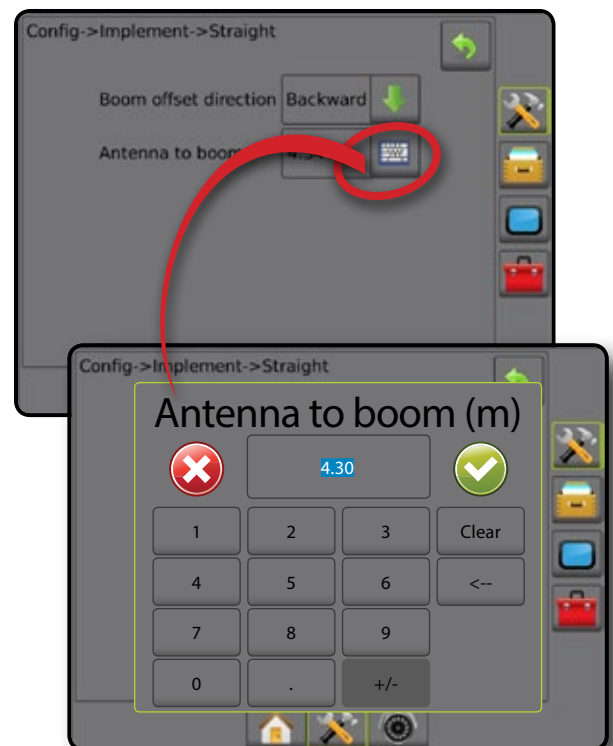 Config->Implement->Straight
Boom offset direction Backward
Antenna to boom
Config->Implement->Straight
Antenna to boom (m)
4.30
1 2 3 Clear
4 5 6 <--
7 8 9
0 . +/-